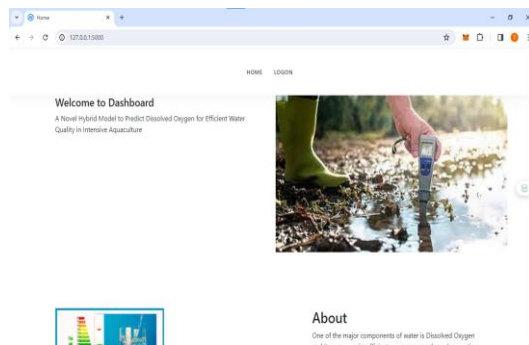 Home
127.0.0.1:5000
HOME LOGON
Welcome to Dashboard
A Novel Hybrid Model to Predict Dissolved Oxygen for Efficient Water
Quality in Intensive Aquaculture
About
One of the major components of water is Dissolved Oxygen